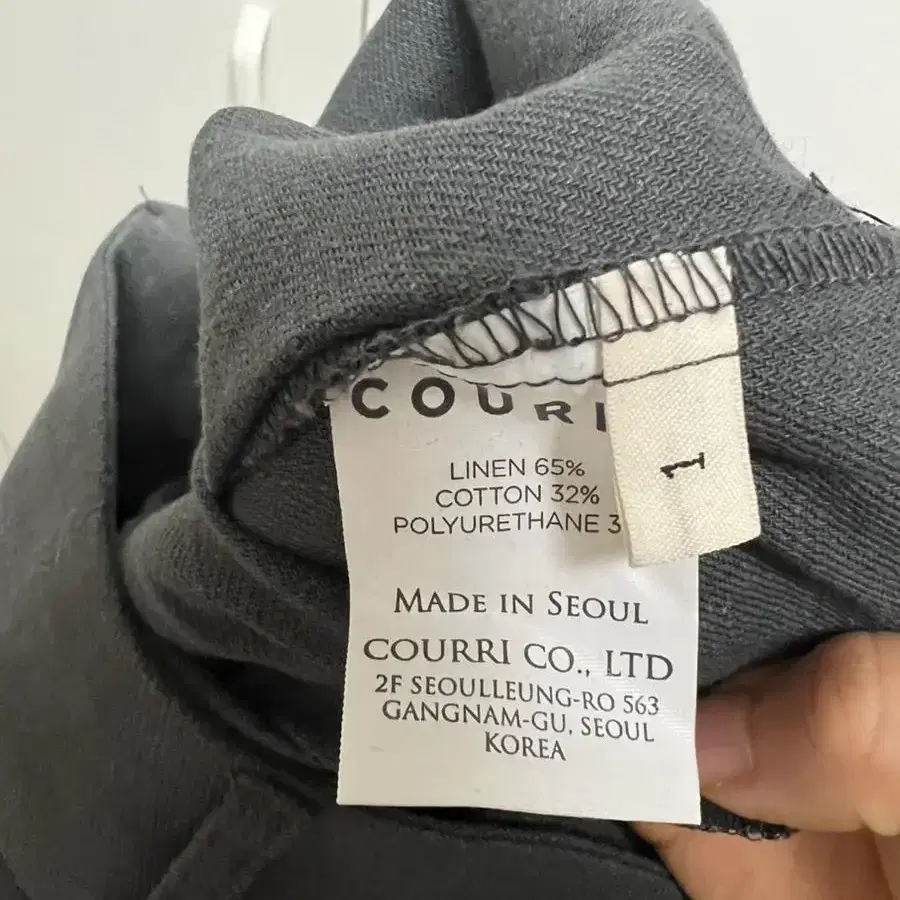 COURRI
1
LINEN 65%
COTTON 32%
POLYURETHANE 3
MADE IN SEOUL
COURRI CO., LTD
2F SEOULLEUNG-RO 563
GANGNAM-GU, SEOUL
KOREA